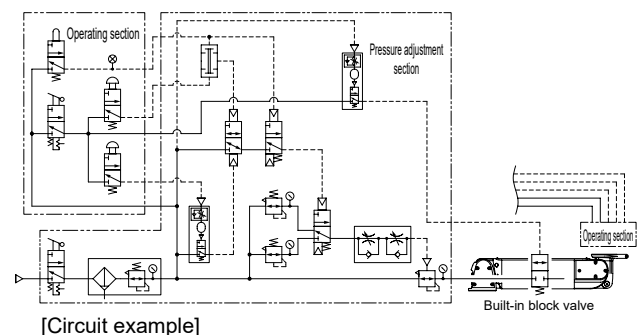 Operating section
Pressure adjustment
section
Operating section
Built-in block valve
[Circuit example]